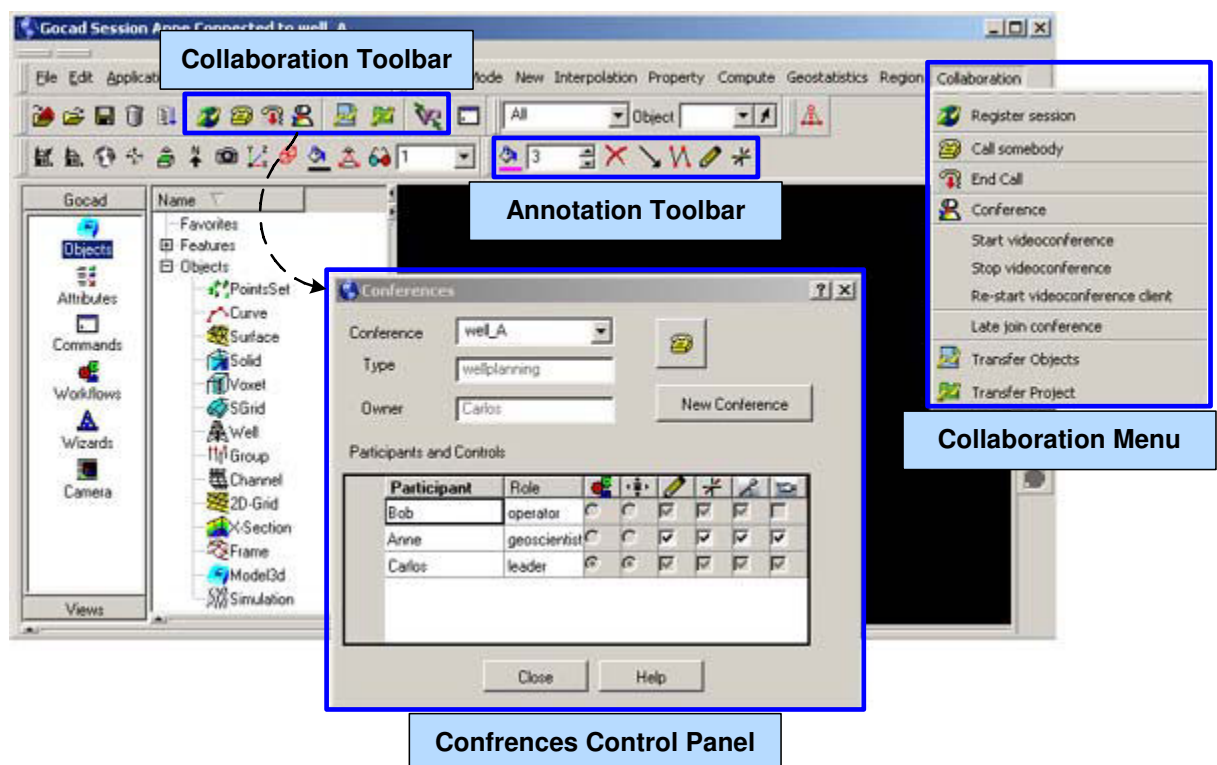 Gocad Session Anne Connected to well_A
Collaboration Toolbar
File Edit Mode New Interpolation Property Compute Geostatistics Region Collaboration
All Object
1 3
Annotation Toolbar
Register session
Call somebody
End Call
Conference
Start videoconference
Stop videoconference
Re-start videoconference client
Late join conference
Transfer Objects
Transfer Project
Collaboration Menu
Gocad
Objects
Attributes
Commands
Workflows
Wizards
Camera
Views
Name
Favorites
Features
Objects
PointsSet
Curve
Surface
Solid
Voxet
SGrid
Well
Group
Channel
2D-Grid
X-Section
Frame
Model3d
Simulation
Conferences
Conference well_A
Type wellplanning
Owner Carlos
New Conference
Participants and Controls
Participant Role
Bob operator
Anne geoscientist
Carlos leader
Close Help
Confrences Control Panel